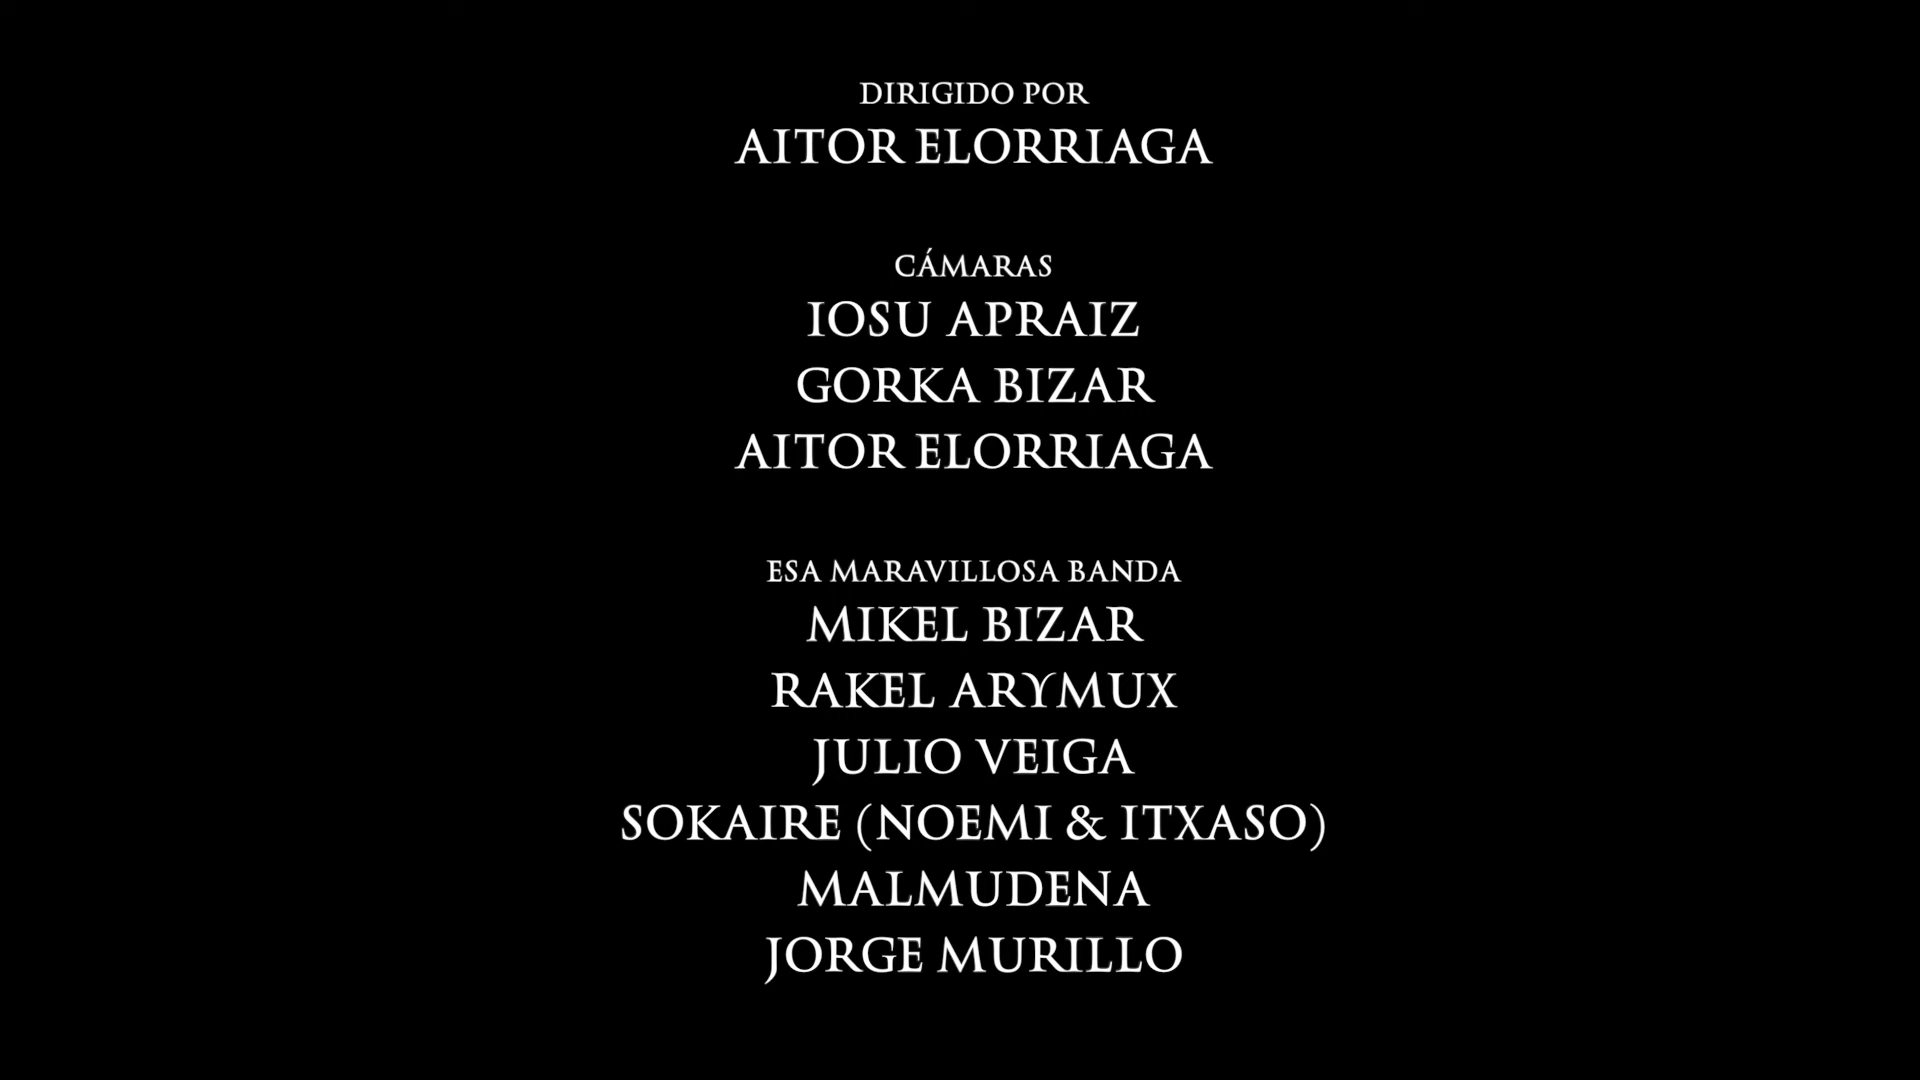 DIRIGIDO POR
AITOR ELORRIAGA
CÁMARAS
IOSU APRAIZ
GORKA BIZAR
AITOR ELORRIAGA
ESA MARAVILLOSA BANDA
MIKEL BIZAR
RAKEL ARYMUX
JULIO VEIGA
SOKAIRE (NOEMI & ITXASO)
MALMUDENA
JORGE MURILLO